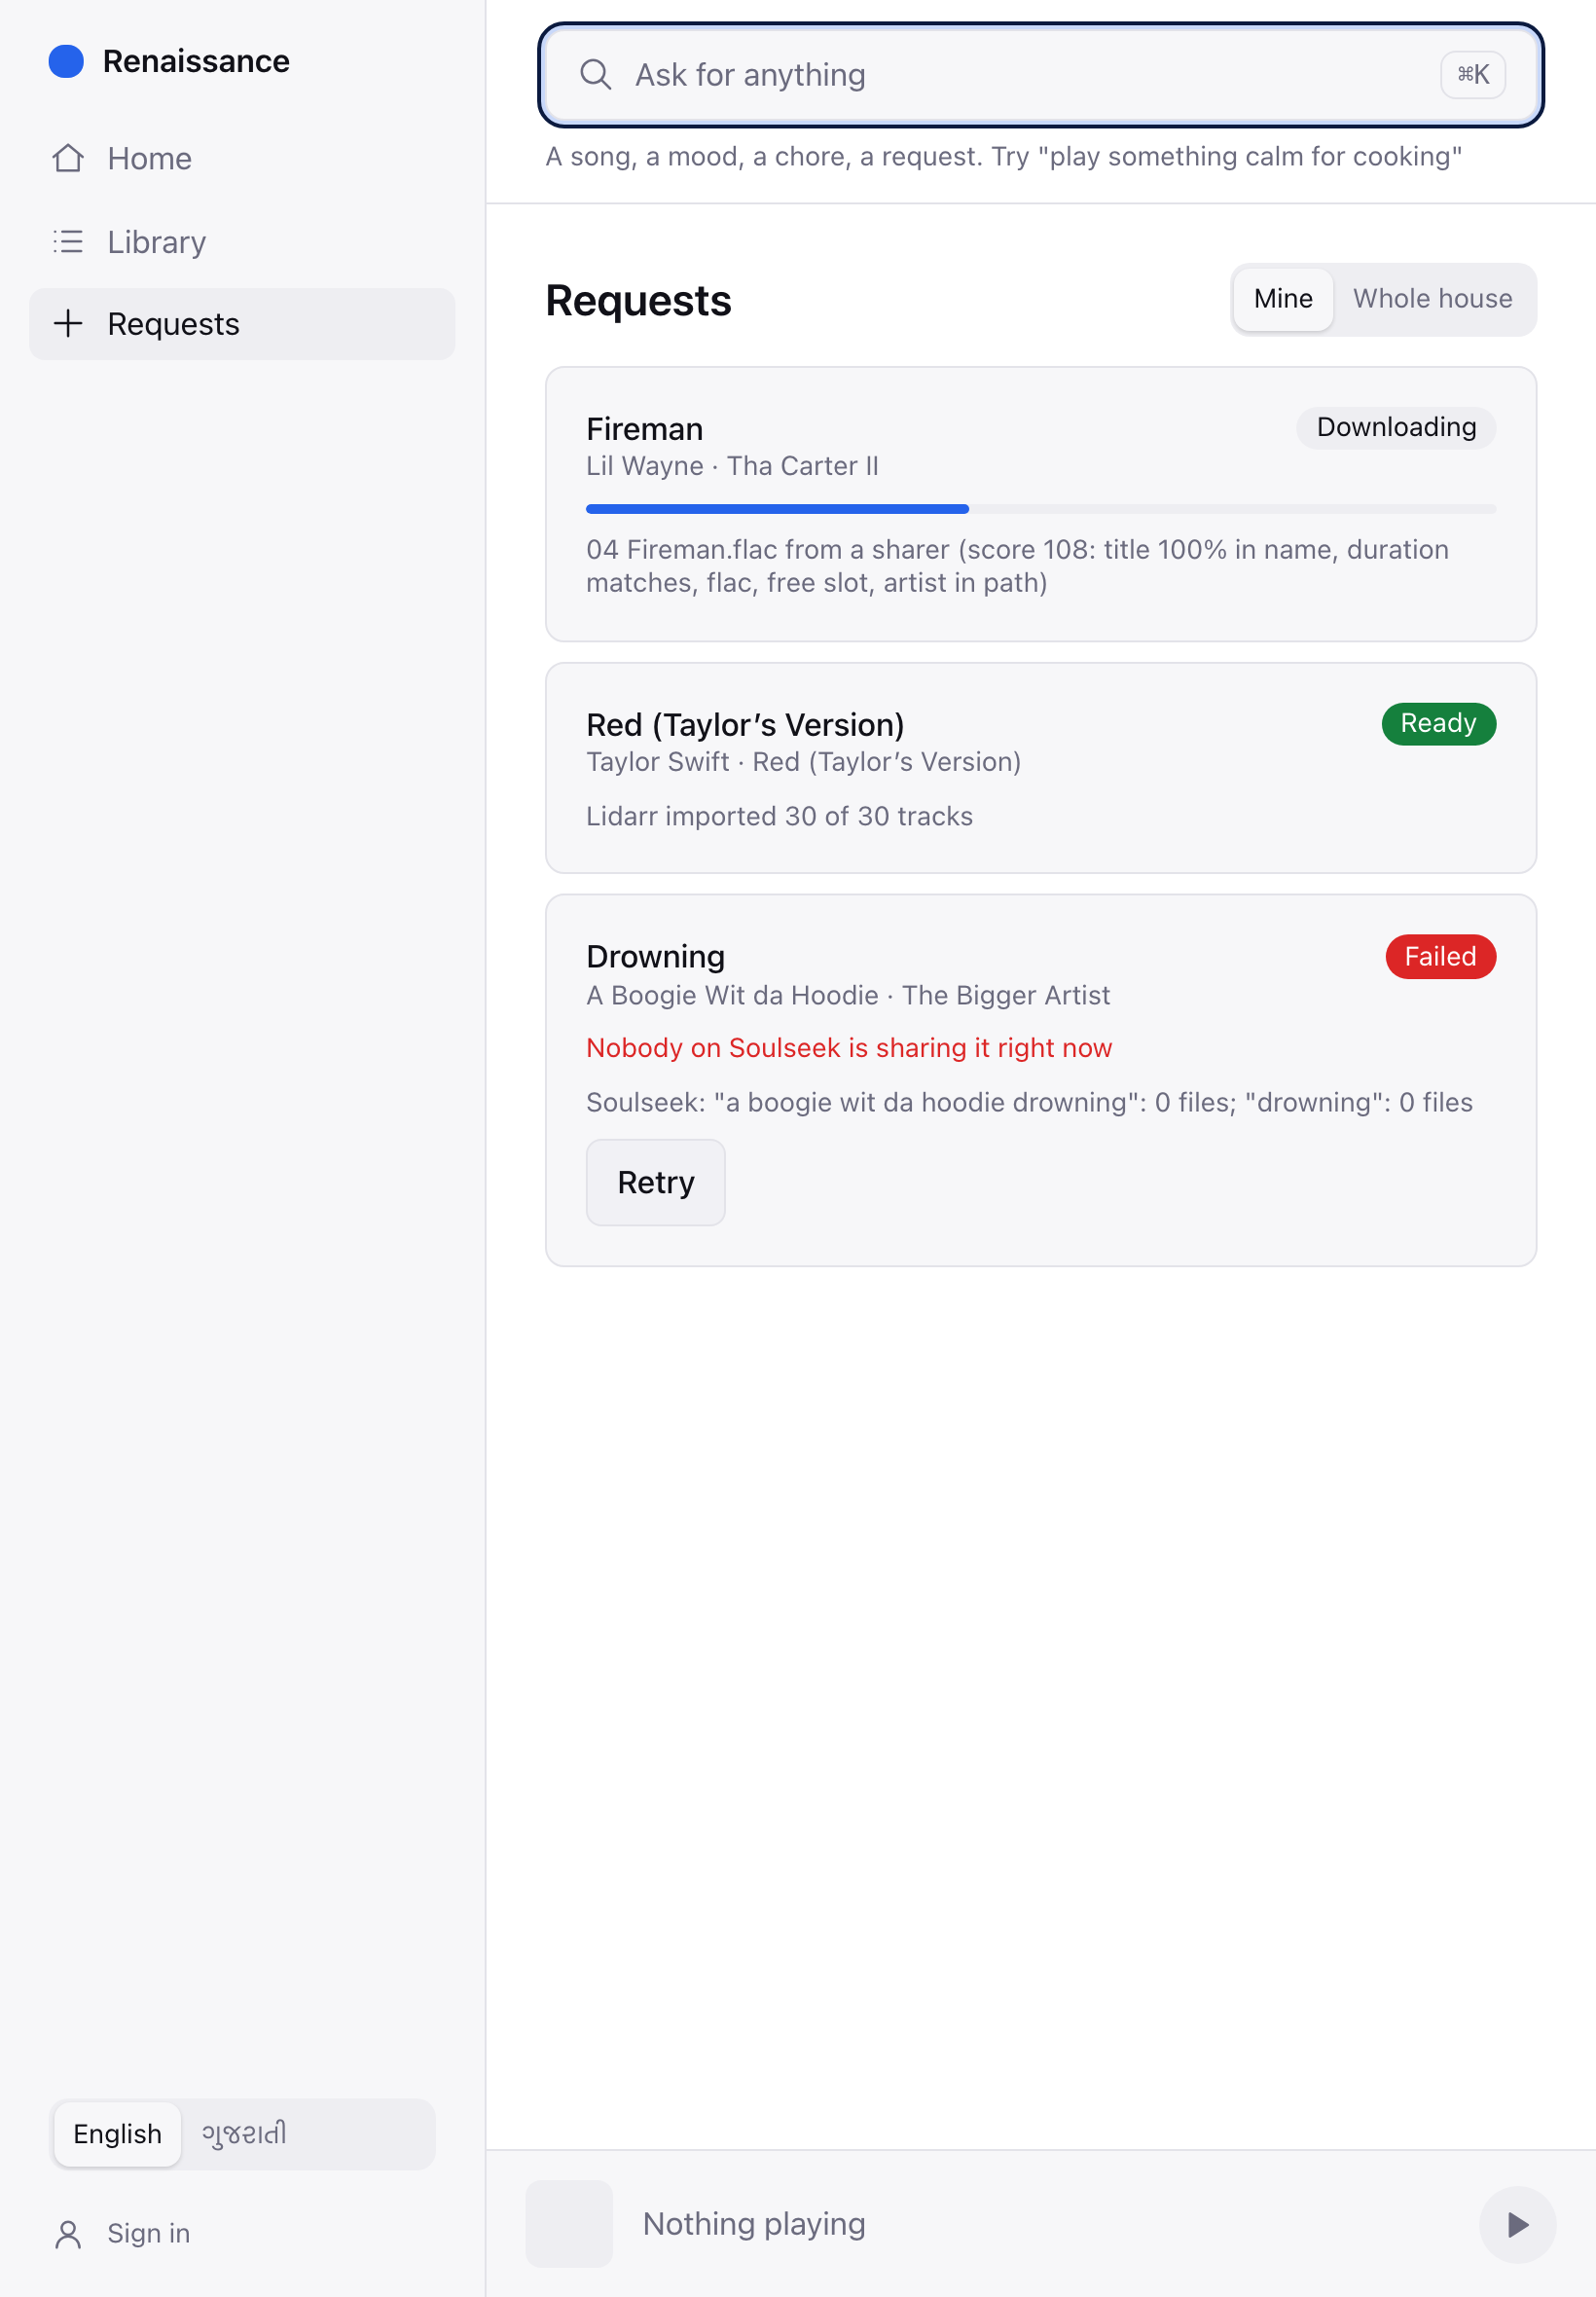 Renaissance
Home
Library
Requests
English
ગુજરાતી
Sign in
Ask for anything
⌘K
A song, a mood, a chore, a request. Try "play something calm for cooking"
Requests
Mine
Whole house
Fireman
Downloading
Lil Wayne · Tha Carter II
04 Fireman.flac from a sharer (score 108: title 100% in name, duration
matches, flac, free slot, artist in path)
Red (Taylor’s Version)
Ready
Taylor Swift · Red (Taylor’s Version)
Lidarr imported 30 of 30 tracks
Drowning
Failed
A Boogie Wit da Hoodie · The Bigger Artist
Nobody on Soulseek is sharing it right now
Soulseek: "a boogie wit da hoodie drowning": 0 files; "drowning": 0 files
Retry
Nothing playing